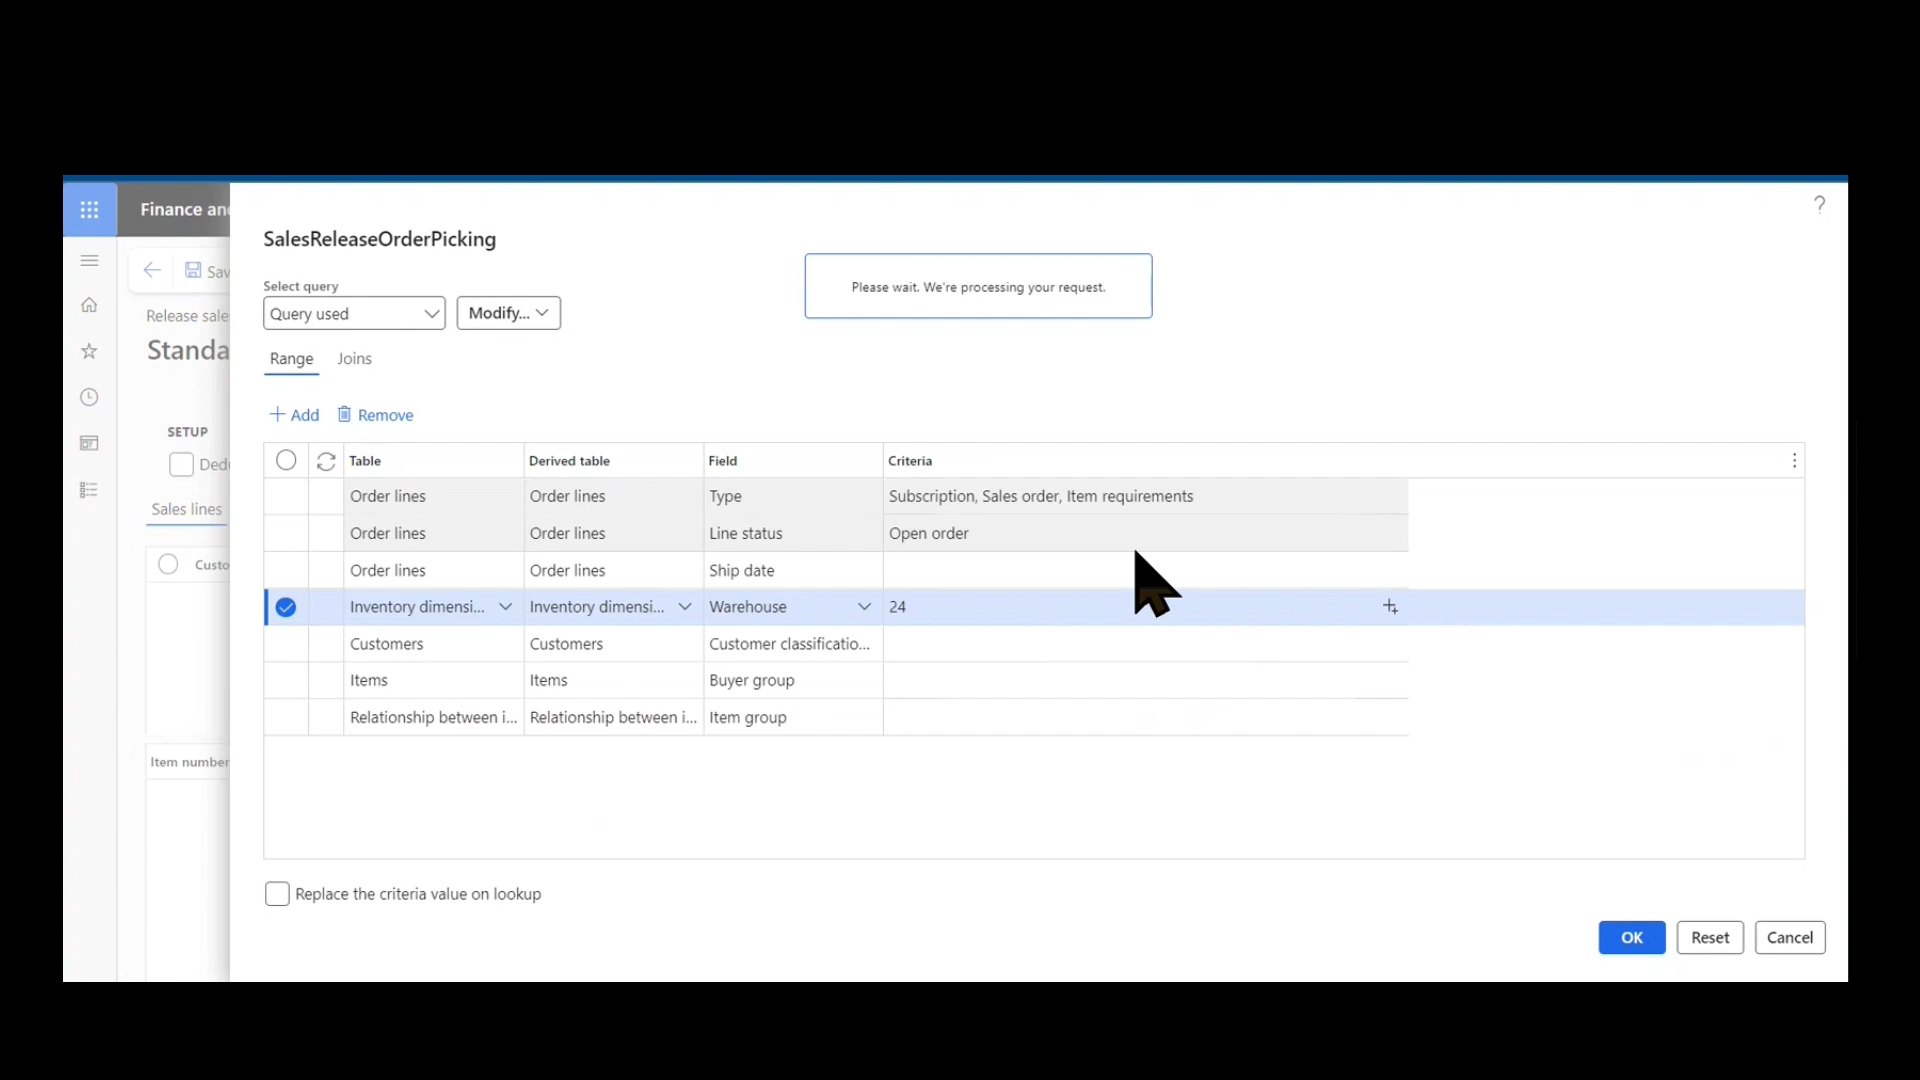 Finance and
?
SalesReleaseOrderPicking
Sav
Please wait. We're processing your request.
Select query
Query used
Modify...
Release sale
Standa
Range
Joins
Add
Remove
SETUP
Dedu
Table
Derived table
Field
Criteria
Order lines
Order lines
Type
Subscription, Sales order, Item requirements
Sales lines
Order lines
Order lines
Line status
Open order
Custo
Order lines
Order lines
Ship date
Inventory dimensi...
Inventory dimensi...
Warehouse
24
Customers
Customers
Customer classificatio...
Items
Items
Buyer group
Relationship between i...
Relationship between i...
Item group
Item number
Replace the criteria value on lookup
OK
Reset
Cancel